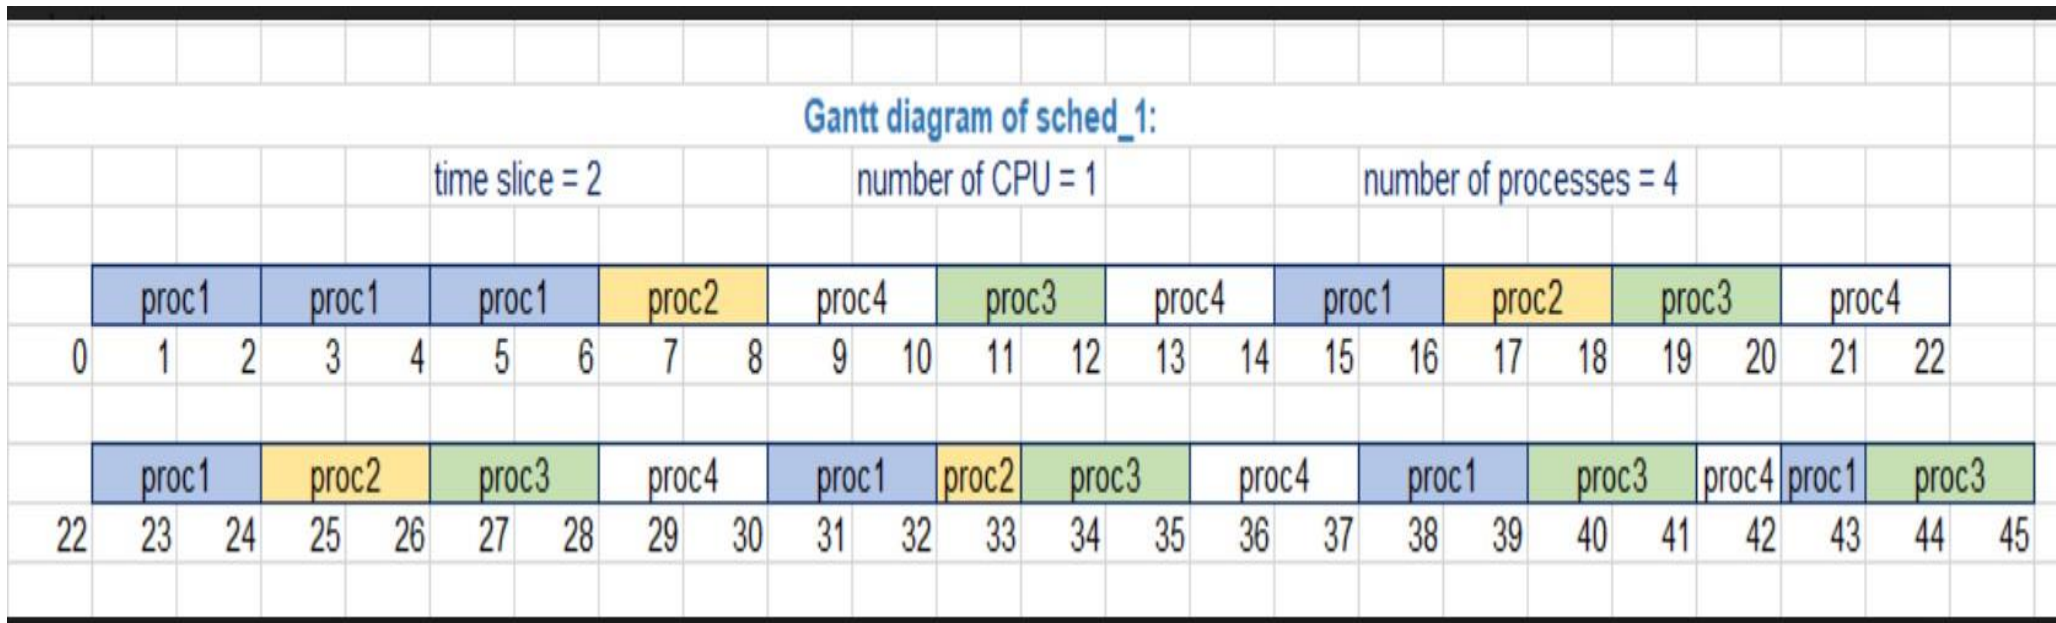 Gantt diagram of sched_1:
time slice = 2 number of CPU = 1 number of processes = 4
proc1 proc1 proc1 proc2 proc4 proc3 proc4 proc1 proc2 proc3 proc4
0 1 2 3 4 5 6 7 8 9 10 11 12 13 14 15 16 17 18 19 20 21 22
proc1 proc2 proc3 proc4 proc1 proc2 proc3 proc4 proc1 proc3 proc4 proc1 proc3
22 23 24 25 26 27 28 29 30 31 32 33 34 35 36 37 38 39 40 41 42 43 44 45